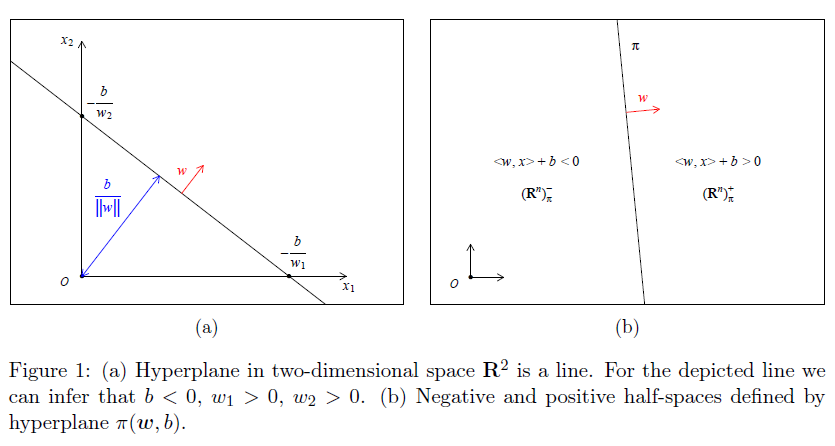 x₂
− b/w₂
w
b/‖w‖
− b/w₁
O
x₁
(a)
π
w
<w, x> + b < 0
<w, x> + b > 0
(Rⁿ)⁻π
(Rⁿ)⁺π
O
(b)
Figure 1: (a) Hyperplane in two-dimensional space R² is a line. For the depicted line we
can infer that b < 0, w₁ > 0, w₂ > 0. (b) Negative and positive half-spaces defined by
hyperplane π(w, b).